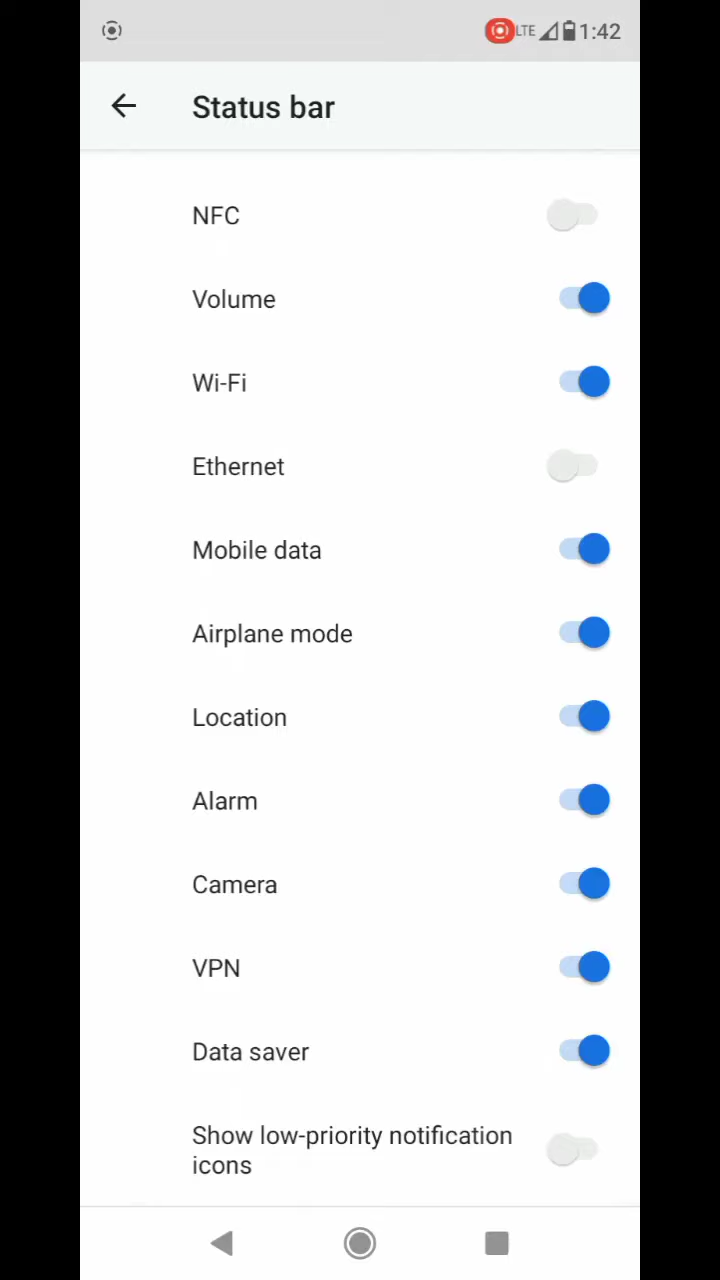 LTE 1:42
Status bar
NFC
Volume
Wi-Fi
Ethernet
Mobile data
Airplane mode
Location
Alarm
Camera
VPN
Data saver
Show low-priority notification
icons